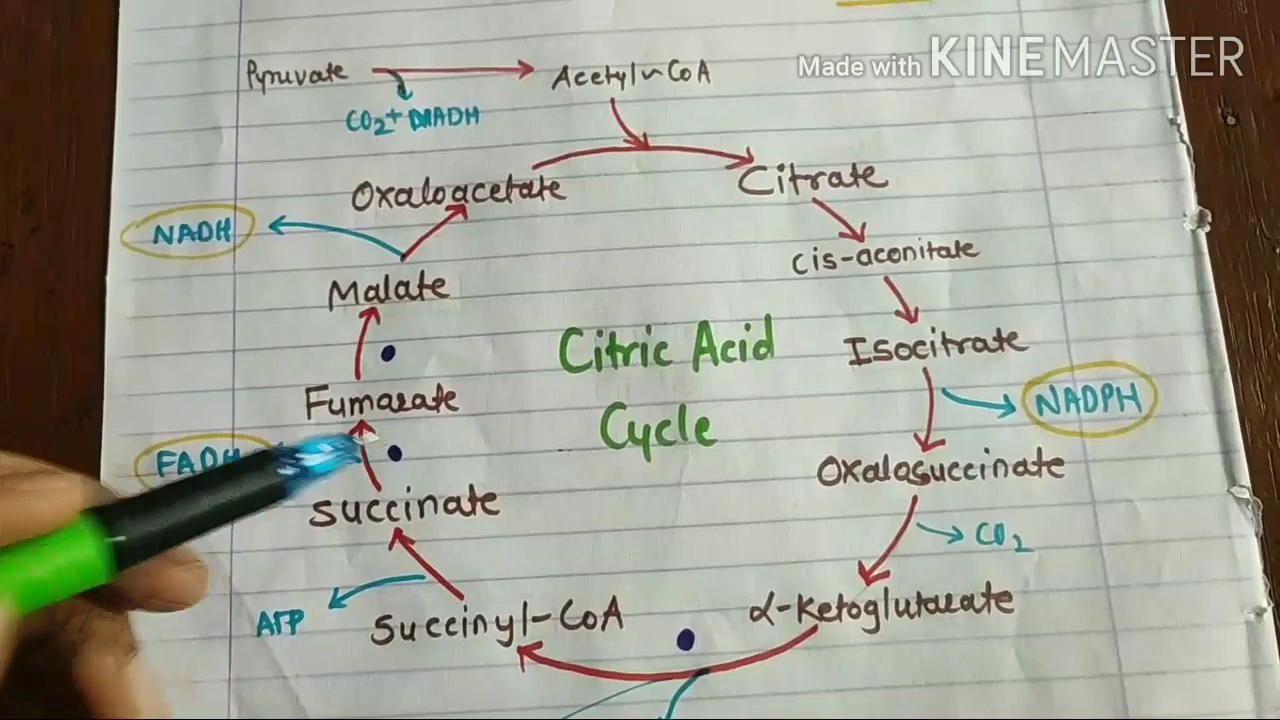 Made with KINEMASTER
Pyruvate Acetyl~CoA
CO2+ NADH
Oxaloacetate Citrate
NADH cis-aconitate
Malate Citric Acid Isocitrate
NADPH
Fumarate Cycle
FADH Oxalosuccinate
succinate
CO2
ATP Succinyl-CoA α-Ketoglutarate